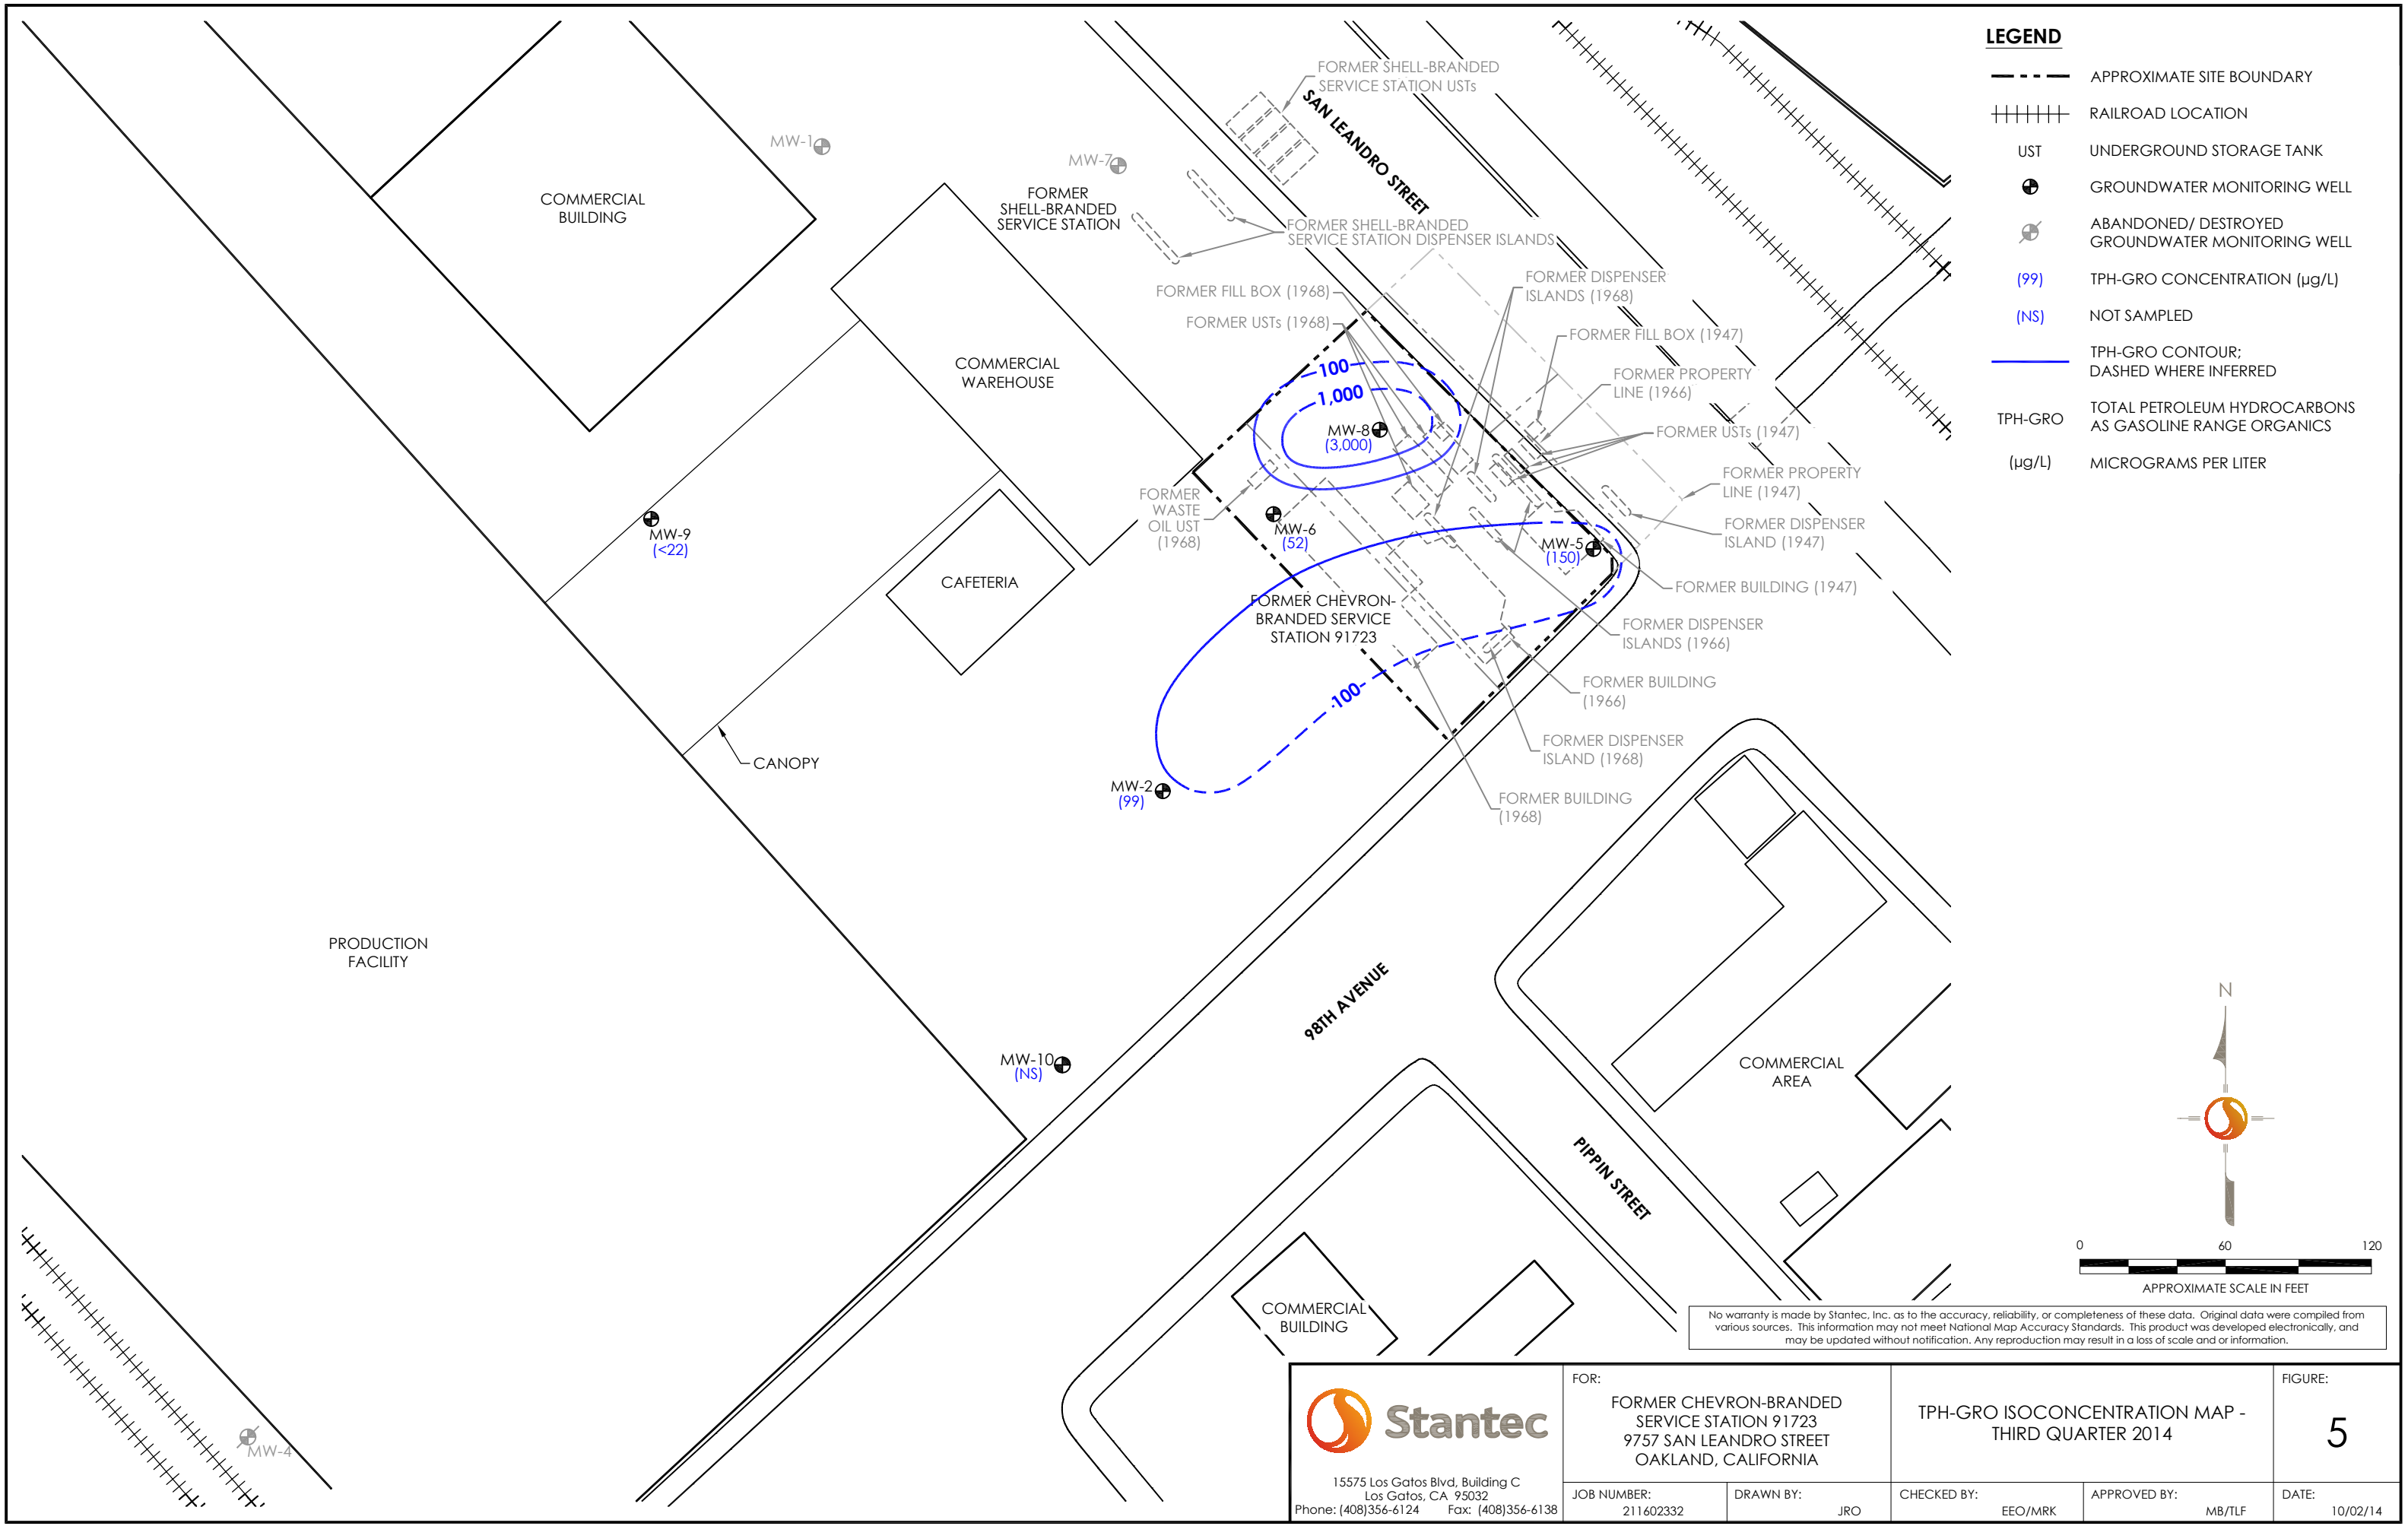 LEGEND
APPROXIMATE SITE BOUNDARY
RAILROAD LOCATION
UST UNDERGROUND STORAGE TANK
GROUNDWATER MONITORING WELL
ABANDONED/ DESTROYED
GROUNDWATER MONITORING WELL
(99) TPH-GRO CONCENTRATION (µg/L)
(NS) NOT SAMPLED
TPH-GRO CONTOUR;
DASHED WHERE INFERRED
TPH-GRO TOTAL PETROLEUM HYDROCARBONS
AS GASOLINE RANGE ORGANICS
(µg/L) MICROGRAMS PER LITER
FORMER SHELL-BRANDED
SERVICE STATION USTs
SAN LEANDRO STREET
MW-1
MW-7
COMMERCIAL
BUILDING
FORMER
SHELL-BRANDED
SERVICE STATION
FORMER SHELL-BRANDED
SERVICE STATION DISPENSER ISLANDS
FORMER FILL BOX (1968)
FORMER USTs (1968)
FORMER DISPENSER
ISLANDS (1968)
FORMER FILL BOX (1947)
FORMER PROPERTY
LINE (1966)
FORMER USTs (1947)
FORMER PROPERTY
LINE (1947)
FORMER DISPENSER
ISLAND (1947)
FORMER BUILDING (1947)
FORMER DISPENSER
ISLANDS (1966)
FORMER BUILDING
(1966)
FORMER DISPENSER
ISLAND (1968)
FORMER BUILDING
(1968)
COMMERCIAL
WAREHOUSE
100
1,000
MW-8
(3,000)
FORMER
WASTE
OIL UST
(1968)
MW-6
(52)
MW-5
(150)
MW-9
(<22)
CAFETERIA
FORMER CHEVRON-
BRANDED SERVICE
STATION 91723
100
CANOPY
MW-2
(99)
PRODUCTION
FACILITY
98TH AVENUE
MW-10
(NS)
COMMERCIAL
AREA
PIPPIN STREET
COMMERCIAL
BUILDING
MW-4
N
0 60 120
APPROXIMATE SCALE IN FEET
No warranty is made by Stantec, Inc. as to the accuracy, reliability, or completeness of these data. Original data were compiled from
various sources. This information may not meet National Map Accuracy Standards. This product was developed electronically, and
may be updated without notification. Any reproduction may result in a loss of scale and or information.
Stantec
15575 Los Gatos Blvd, Building C
Los Gatos, CA 95032
Phone: (408)356-6124 Fax: (408)356-6138
FOR:
FORMER CHEVRON-BRANDED
SERVICE STATION 91723
9757 SAN LEANDRO STREET
OAKLAND, CALIFORNIA
TPH-GRO ISOCONCENTRATION MAP -
THIRD QUARTER 2014
FIGURE:
5
JOB NUMBER:
211602332
DRAWN BY:
JRO
CHECKED BY:
EEO/MRK
APPROVED BY:
MB/TLF
DATE:
10/02/14